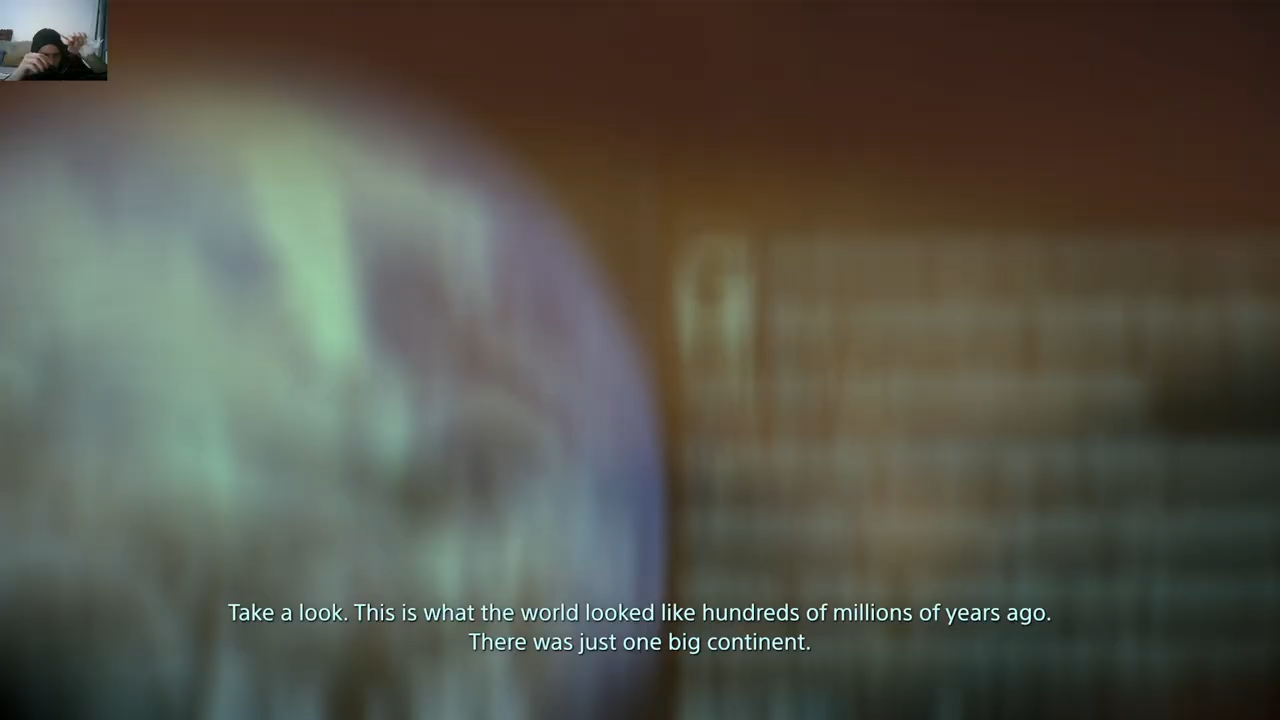 Take a look. This is what the world looked like hundreds of millions of years ago.
There was just one big continent.